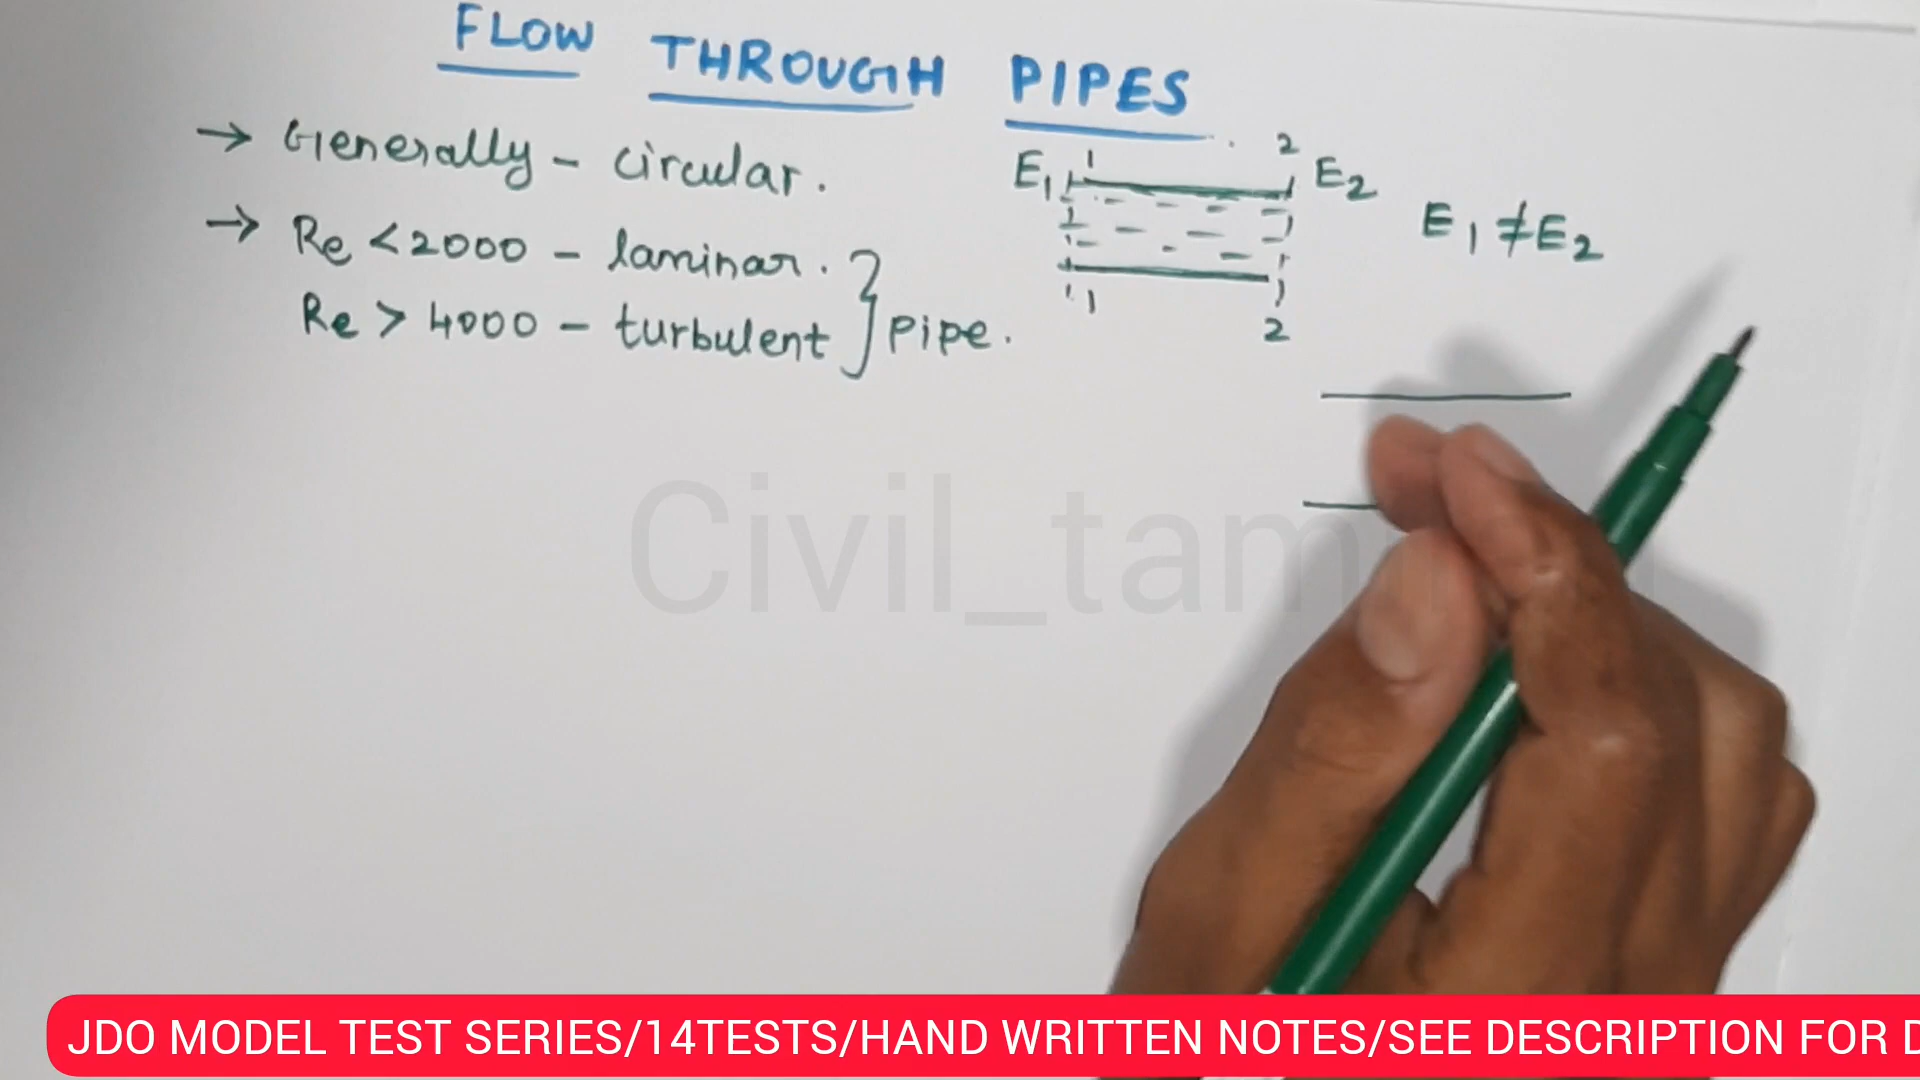 FLOW THROUGH PIPES
→ Generally - circular.
→ Re < 2000 - laminar.
Re > 4000 - turbulent } pipe.
1 2
E1 E2
E1 ≠ E2
1 2
Civil_tam
JDO MODEL TEST SERIES/14TESTS/HAND WRITTEN NOTES/SEE DESCRIPTION FOR D